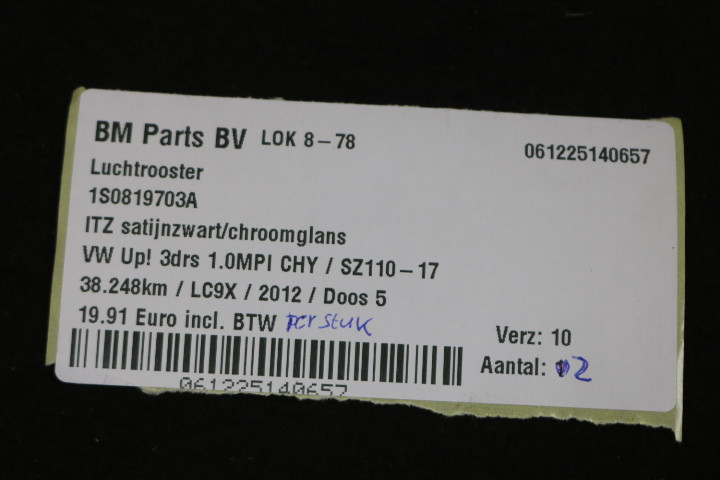 BM Parts BV LOK 8-78
061225140657
Luchtrooster
1S0819703A
ITZ satijnzwart/chroomglans
VW Up! 3drs 1.0MPI CHY / SZ110-17
38.248km / LC9X / 2012 / Doos 5
19.91 Euro incl. BTW per stuk
Verz: 10
Aantal: 2
061225140657